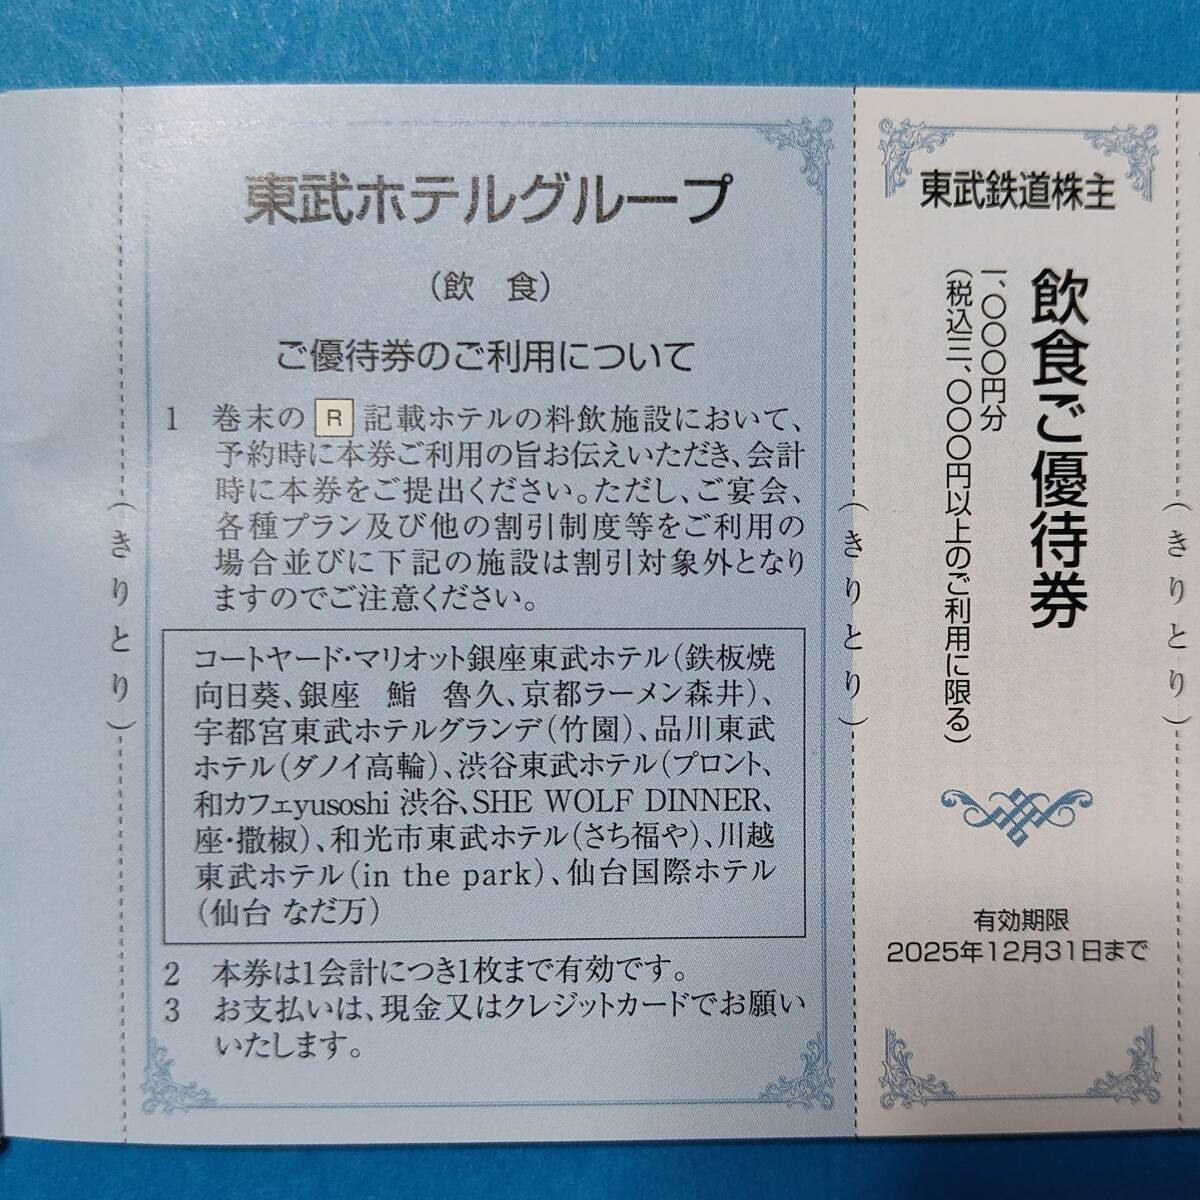 東武ホテルグループ
(飲 食)
ご優待券のご利用について
1 巻末の R 記載ホテルの料飲施設において、
予約時に本券ご利用の旨お伝えいただき、会計
時に本券をご提出ください。ただし、ご宴会、
各種プラン及び他の割引制度等をご利用の
場合並びに下記の施設は割引対象外となり
ますのでご注意ください。
コートヤード・マリオット銀座東武ホテル(鉄板焼
向日葵、銀座 鮨 魯久、京都ラーメン森井)、
宇都宮東武ホテルグランデ(竹園)、品川東武
ホテル(ダノイ高輪)、渋谷東武ホテル(プロント、
和カフェyusoshi 渋谷、SHE WOLF DINNER、
座・撒椒)、和光市東武ホテル(さち福や)、川越
東武ホテル(in the park)、仙台国際ホテル
(仙台 なだ万)
2 本券は1会計につき1枚まで有効です。
3 お支払いは、現金又はクレジットカードでお願い
いたします。
(きりとり)
(きりとり)
東武鉄道株主
飲食ご優待券
一、〇〇〇円分
(税込三、〇〇〇円以上のご利用に限る)
有効期限
2025年12月31日まで
(きりとり)